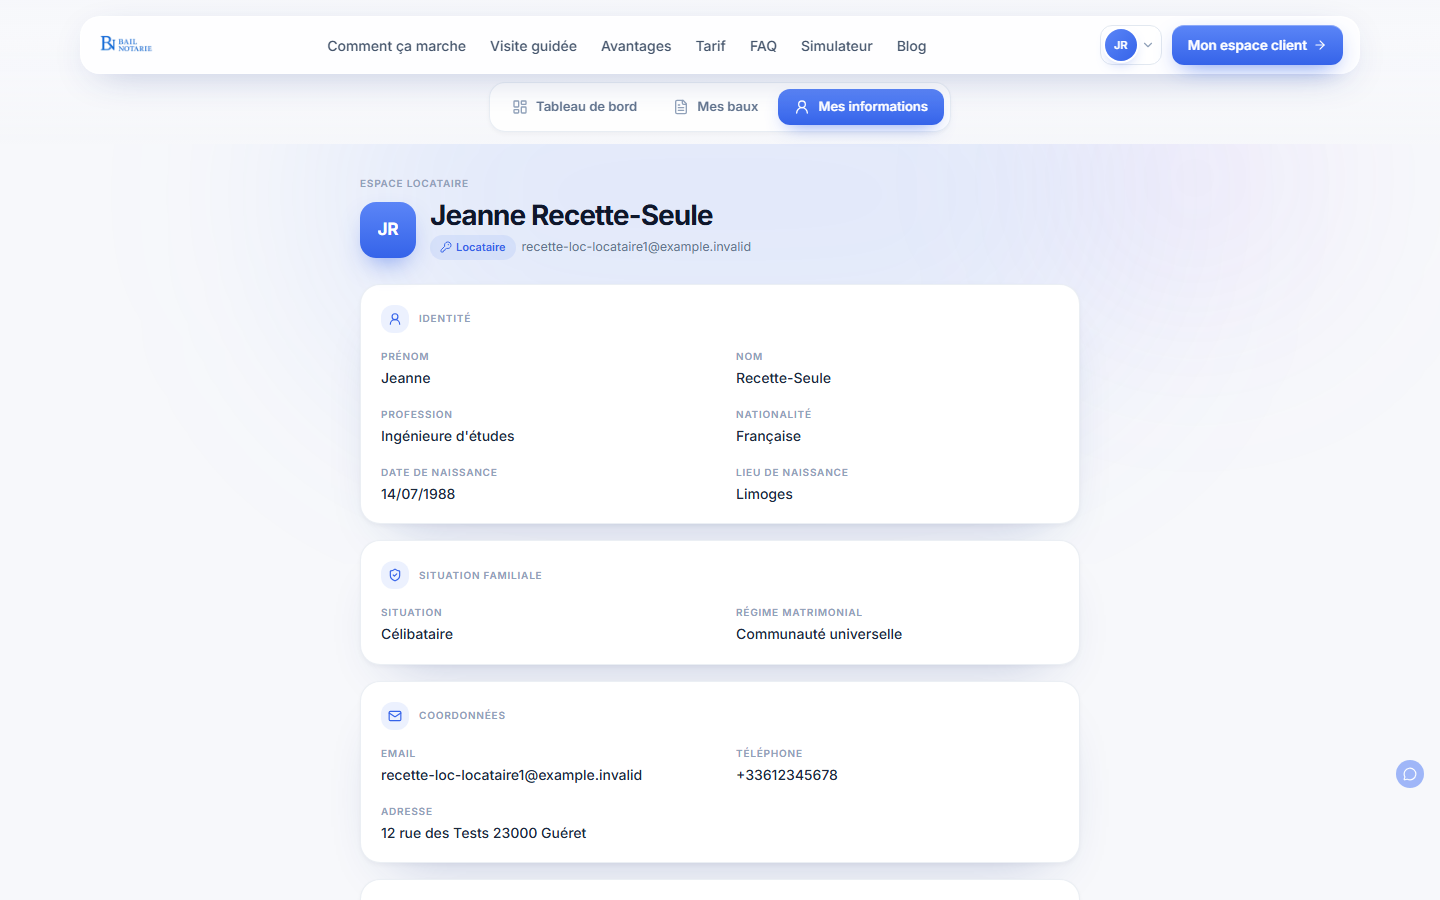 BN BAIL NOTARIE
Comment ça marche
Visite guidée
Avantages
Tarif
FAQ
Simulateur
Blog
JR
Mon espace client
Tableau de bord
Mes baux
Mes informations
ESPACE LOCATAIRE
JR
Jeanne Recette-Seule
Locataire
recette-loc-locataire1@example.invalid
IDENTITÉ
PRÉNOM
Jeanne
NOM
Recette-Seule
PROFESSION
Ingénieure d'études
NATIONALITÉ
Française
DATE DE NAISSANCE
14/07/1988
LIEU DE NAISSANCE
Limoges
SITUATION FAMILIALE
SITUATION
Célibataire
RÉGIME MATRIMONIAL
Communauté universelle
COORDONNÉES
EMAIL
recette-loc-locataire1@example.invalid
TÉLÉPHONE
+33612345678
ADRESSE
12 rue des Tests 23000 Guéret